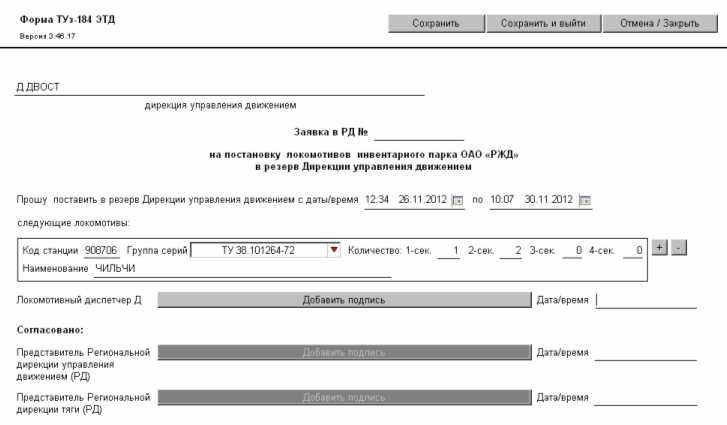 Форма ТУз-184 ЭТД
Версия 3.46.17
Сохранить Сохранить и выйти Отмена / Закрыть
Д ДВОСТ
дирекция управления движением
Заявка в РД №
на постановку локомотивов инвентарного парка ОАО «РЖД»
в резерв Дирекции управления движением
Прошу поставить в резерв Дирекции управления движением с даты/время 12:34 26.11.2012 по 10:07 30.11.2012
следующие локомотивы:
Код станции 908706 Группа серий ТУ 38.101264-72 Количество: 1-сек. 1 2-сек. 2 3-сек. 0 4-сек. 0 + -
Наименование ЧИЛЬЧИ
Локомотивный диспетчер Д Добавить подпись Дата/время
Согласовано:
Представитель Региональной Добавить подпись Дата/время
дирекции управления
движением (РД)
Представитель Региональной Добавить подпись Дата/время
дирекции тяги (РД)